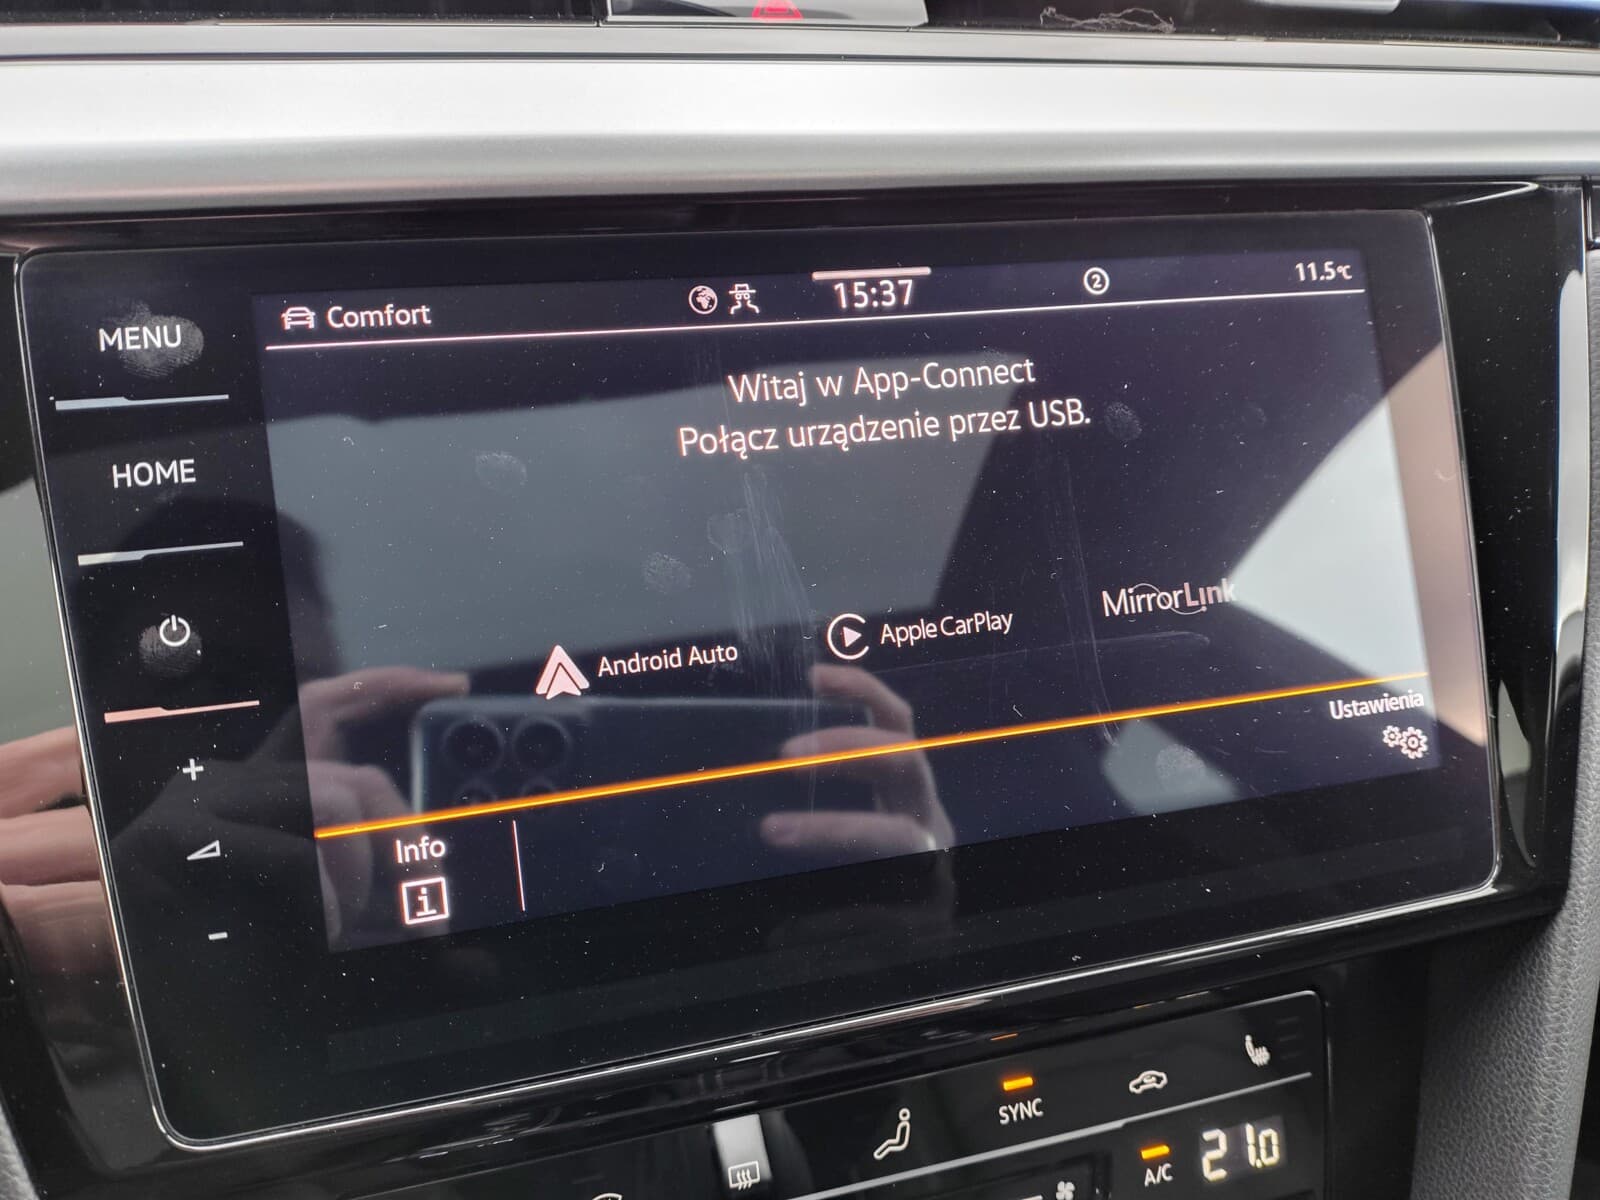 MENU
HOME
Comfort
15:37
2
11.5°C
Witaj w App-Connect
Połącz urządzenie przez USB.
Android Auto
Apple CarPlay
MirrorLink
Ustawienia
Info
i
+
-
SYNC
A/C
21.0